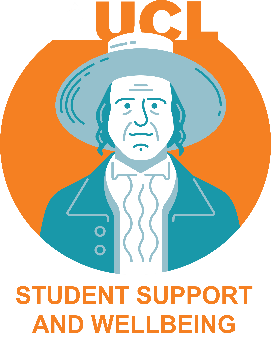 UCL
STUDENT SUPPORT
AND WELLBEING